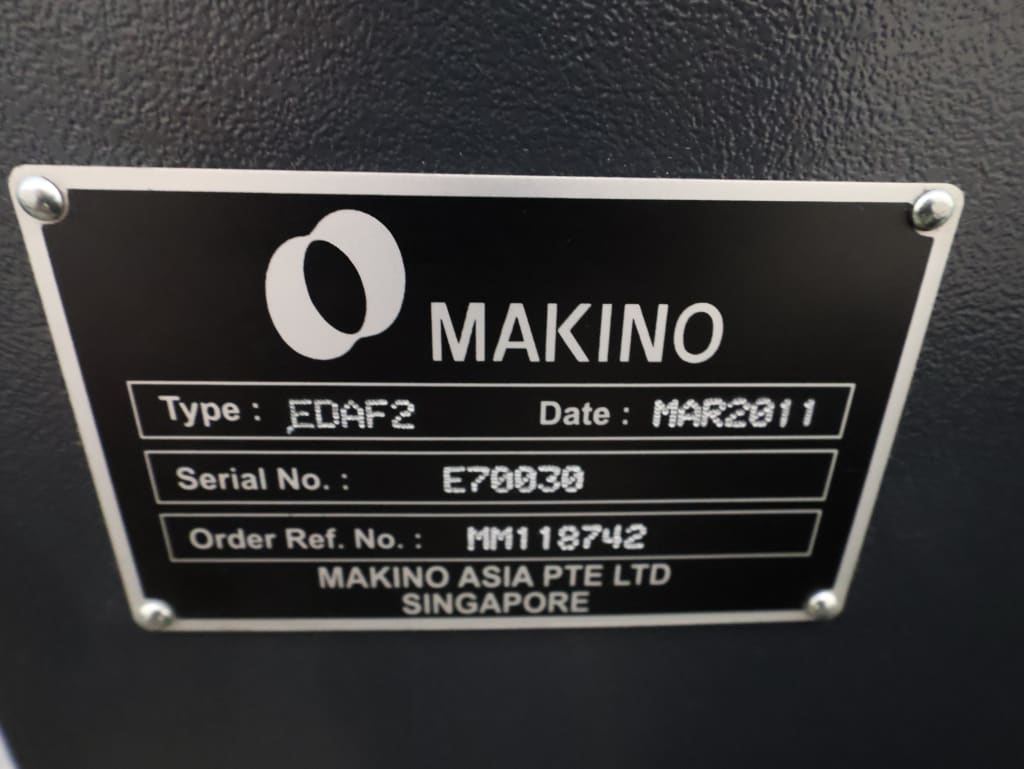 MAKINO
Type : EDAF2 Date : MAR2011
Serial No. : E70030
Order Ref. No. : MM118742
MAKINO ASIA PTE LTD
SINGAPORE